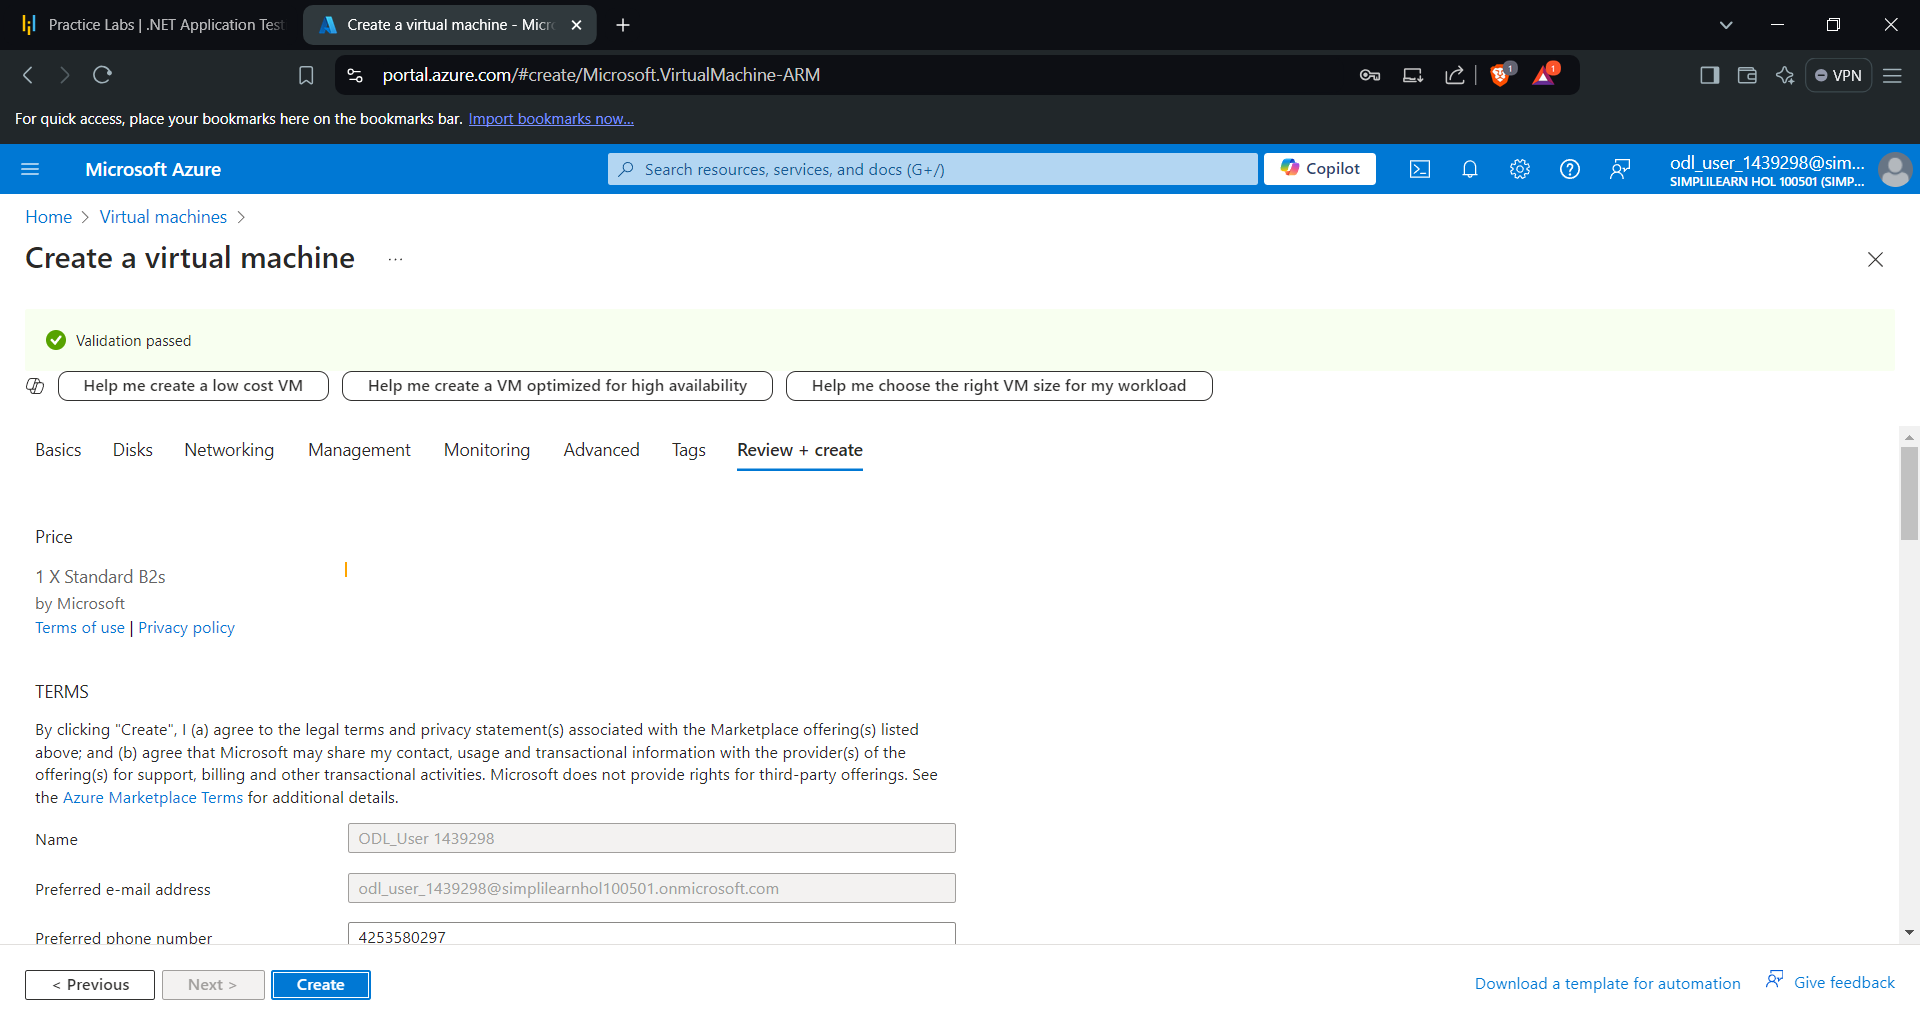 Practice Labs | .NET Application Test
Create a virtual machine - Micr
portal.azure.com/#create/Microsoft.VirtualMachine-ARM
1
1
VPN
For quick access, place your bookmarks here on the bookmarks bar. Import bookmarks now...
Microsoft Azure
Search resources, services, and docs (G+/)
Copilot
odl_user_1439298@sim...
SIMPLILEARN HOL 100501 (SIMP...
Home > Virtual machines >
Create a virtual machine ...
Validation passed
Help me create a low cost VM
Help me create a VM optimized for high availability
Help me choose the right VM size for my workload
Basics Disks Networking Management Monitoring Advanced Tags Review + create
Price
1 X Standard B2s
by Microsoft
Terms of use | Privacy policy
TERMS
By clicking "Create", I (a) agree to the legal terms and privacy statement(s) associated with the Marketplace offering(s) listed
above; and (b) agree that Microsoft may share my contact, usage and transactional information with the provider(s) of the
offering(s) for support, billing and other transactional activities. Microsoft does not provide rights for third-party offerings. See
the Azure Marketplace Terms for additional details.
Name
ODL_User 1439298
Preferred e-mail address
odl_user_1439298@simplilearnhol100501.onmicrosoft.com
Preferred phone number
4253580297
< Previous
Next >
Create
Download a template for automation
Give feedback